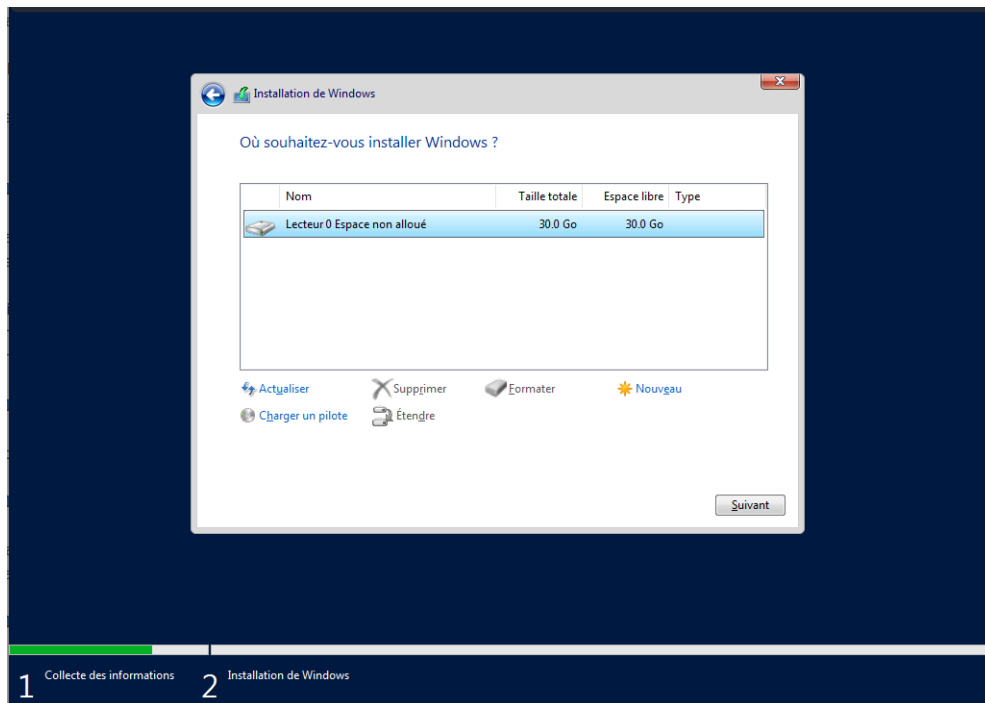 Installation de Windows
Où souhaitez-vous installer Windows ?
Nom Taille totale Espace libre Type
Lecteur 0 Espace non alloué 30.0 Go 30.0 Go
Actualiser Supprimer Formater Nouveau
Charger un pilote Étendre
Suivant
1 Collecte des informations 2 Installation de Windows